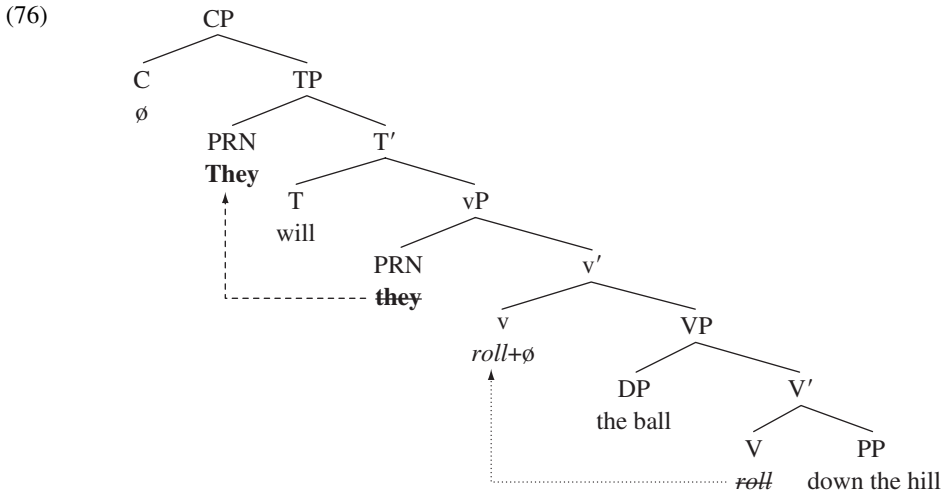 (76) CP
C TP
ø
PRN T′
They
T vP
will
PRN v′
they
v VP
roll+ø
DP V′
the ball
V PP
roll down the hill